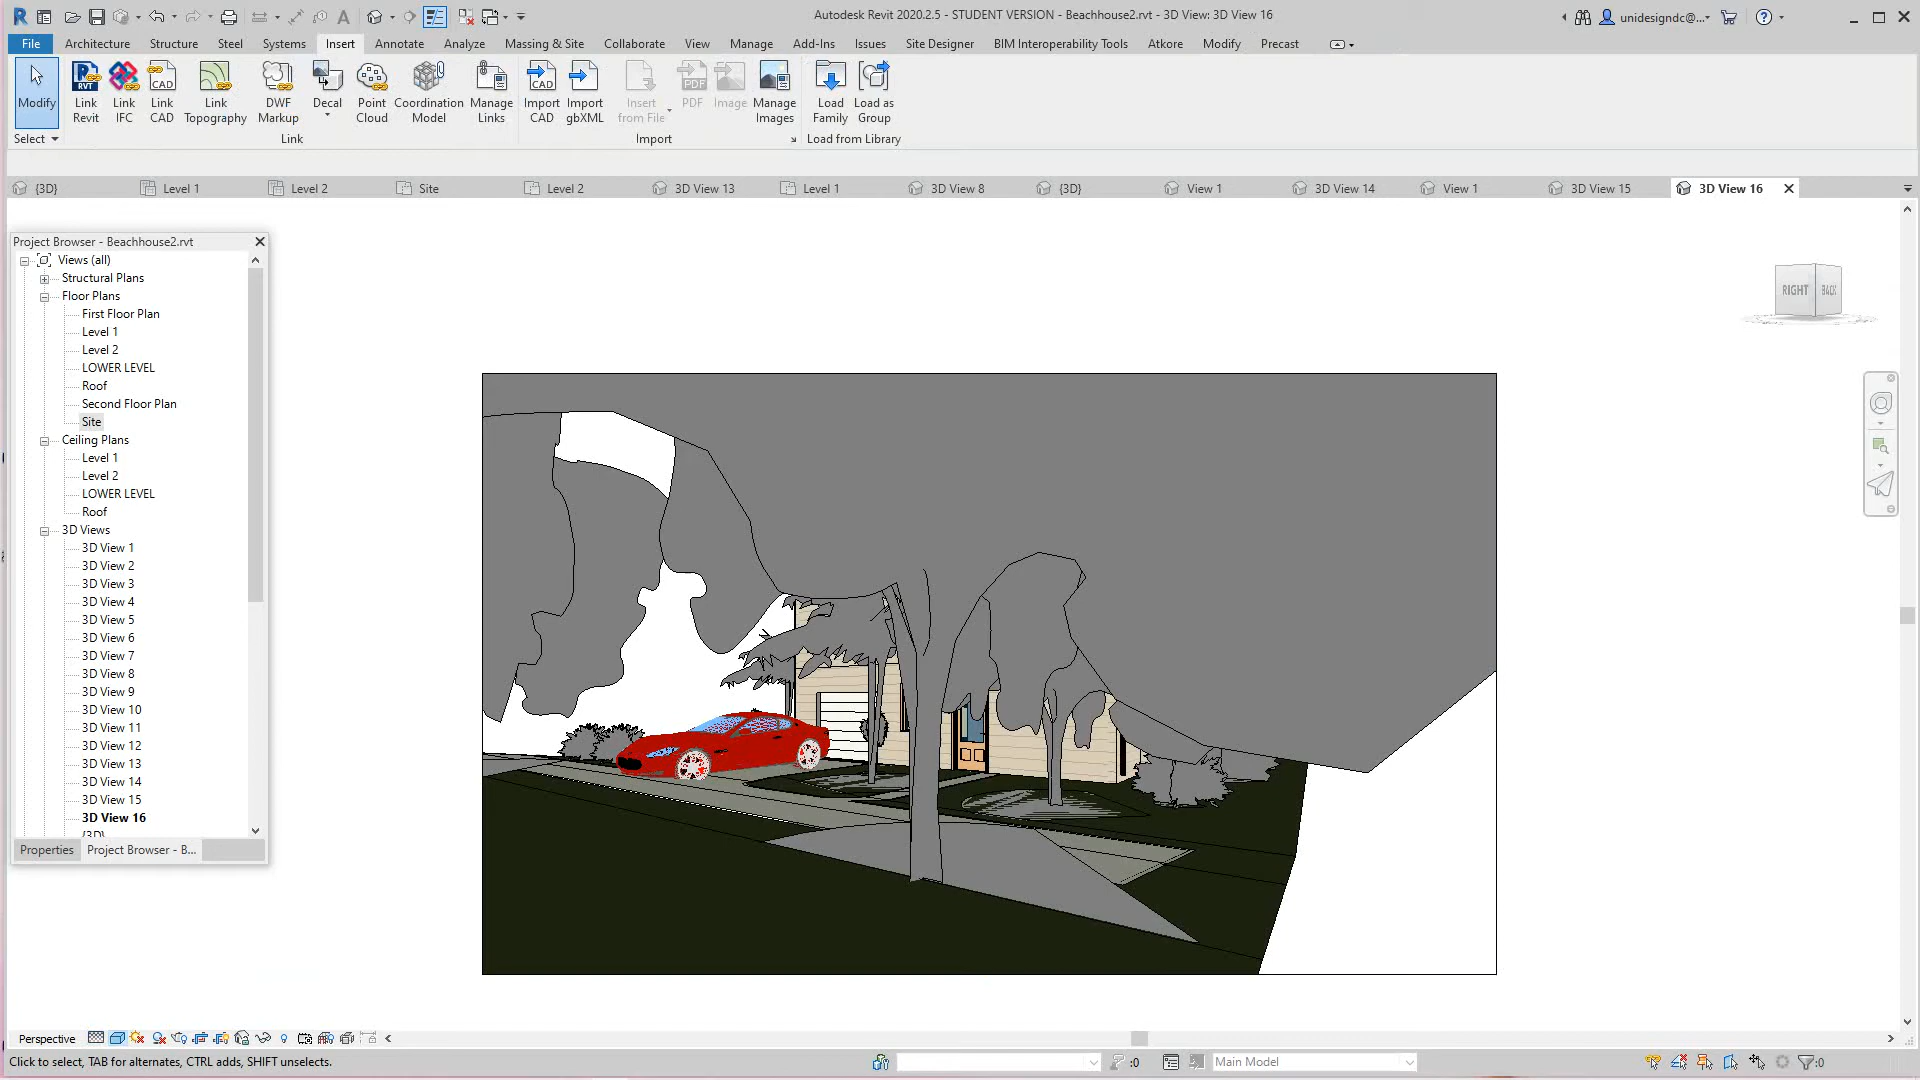 Autodesk Revit 2020.2.5 - STUDENT VERSION - Beachhouse2.rvt - 3D View: 3D View 16
unidesigndc@...
File Architecture Structure Steel Systems Insert Annotate Analyze Massing & Site Collaborate View Manage Add-Ins Issues Site Designer BIM Interoperability Tools Atkore Modify Precast
Modify
Link Revit
Link IFC
Link CAD
Link Topography
DWF Markup
Decal
Point Cloud
Coordination Model
Manage Links
Import CAD
Import gbXML
Insert from File
PDF
Image
Manage Images
Load Family
Load as Group
Select Link Import Load from Library
{3D} Level 1 Level 2 Site Level 2 3D View 13 Level 1 3D View 8 {3D} View 1 3D View 14 View 1 3D View 15 3D View 16
Project Browser - Beachhouse2.rvt
Views (all)
Structural Plans
Floor Plans
First Floor Plan
Level 1
Level 2
LOWER LEVEL
Roof
Second Floor Plan
Site
Ceiling Plans
Level 1
Level 2
LOWER LEVEL
Roof
3D Views
3D View 1
3D View 2
3D View 3
3D View 4
3D View 5
3D View 6
3D View 7
3D View 8
3D View 9
3D View 10
3D View 11
3D View 12
3D View 13
3D View 14
3D View 15
3D View 16
{3D}
Properties Project Browser - B...
RIGHT BACK
Perspective
Click to select, TAB for alternates, CTRL adds, SHIFT unselects.
:0
Main Model
:0